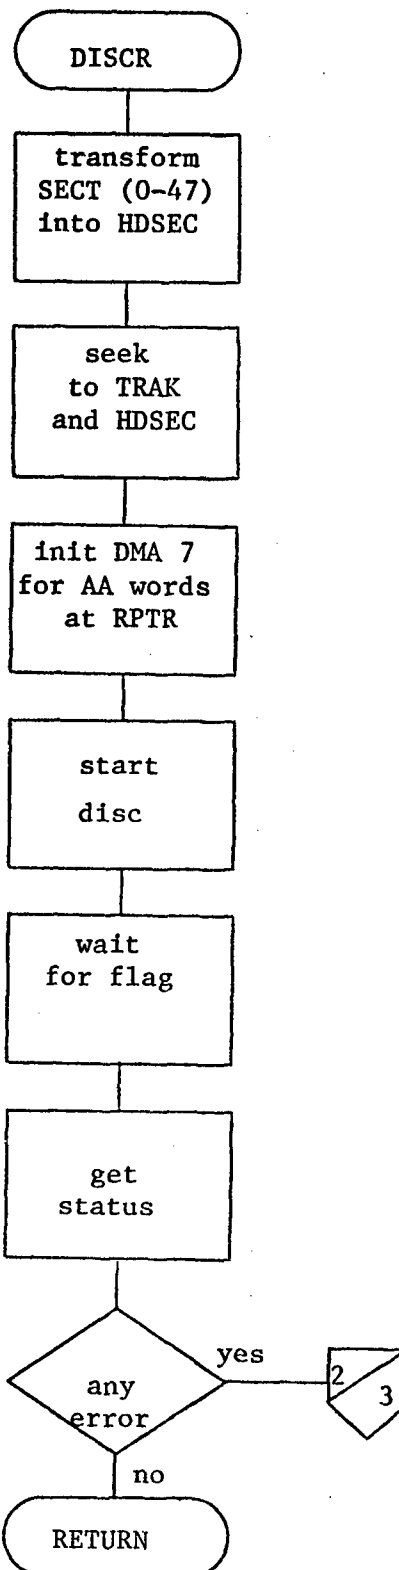 DISCR
transform
SECT (0-47)
into HDSEC
seek
to TRAK
and HDSEC
init DMA 7
for AA words
at RPTR
start
disc
wait
for flag
get
status
any
error
yes
2
3
no
RETURN